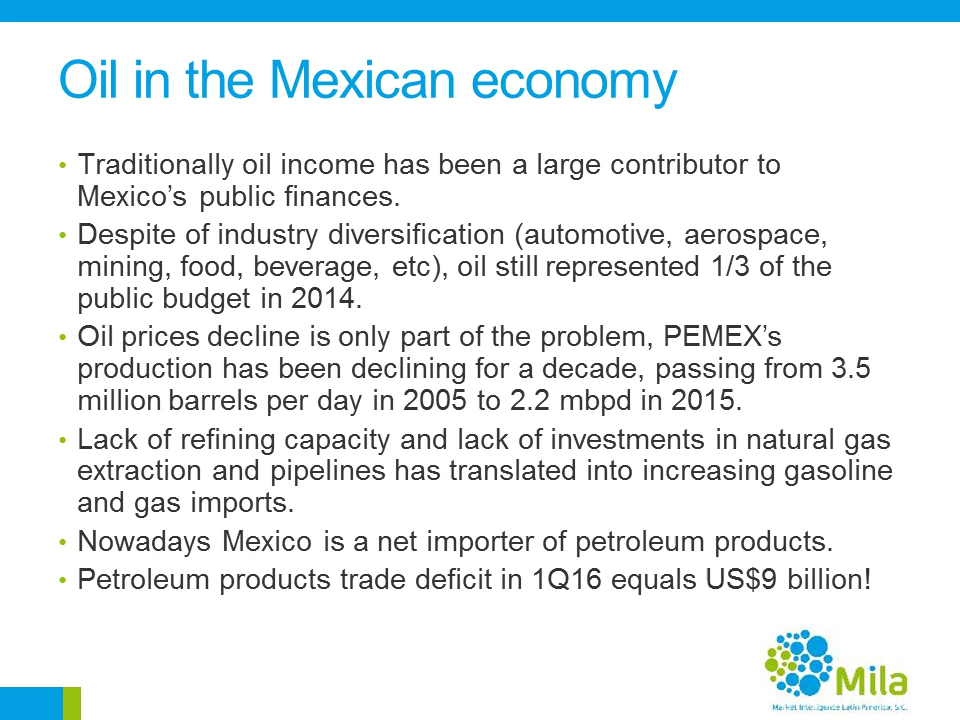 Oil in the Mexican economy
• Traditionally oil income has been a large contributor to
Mexico’s public finances.
• Despite of industry diversification (automotive, aerospace,
mining, food, beverage, etc), oil still represented 1/3 of the
public budget in 2014.
• Oil prices decline is only part of the problem, PEMEX’s
production has been declining for a decade, passing from 3.5
million barrels per day in 2005 to 2.2 mbpd in 2015.
• Lack of refining capacity and lack of investments in natural gas
extraction and pipelines has translated into increasing gasoline
and gas imports.
• Nowadays Mexico is a net importer of petroleum products.
• Petroleum products trade deficit in 1Q16 equals US$9 billion!
Mila
Market Intelligence Latin America, S.C.